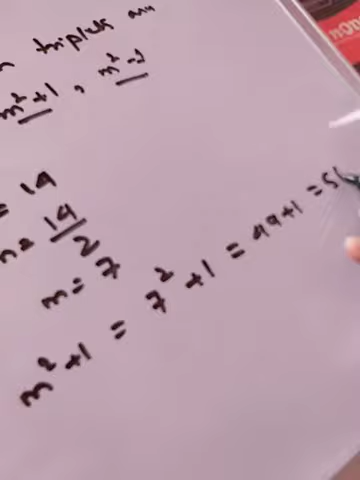 n triplets are
m²+1 , m²-1
= 14
m = 14/2
m = 7
m²+1 = 7²+1 = 49+1 = 5